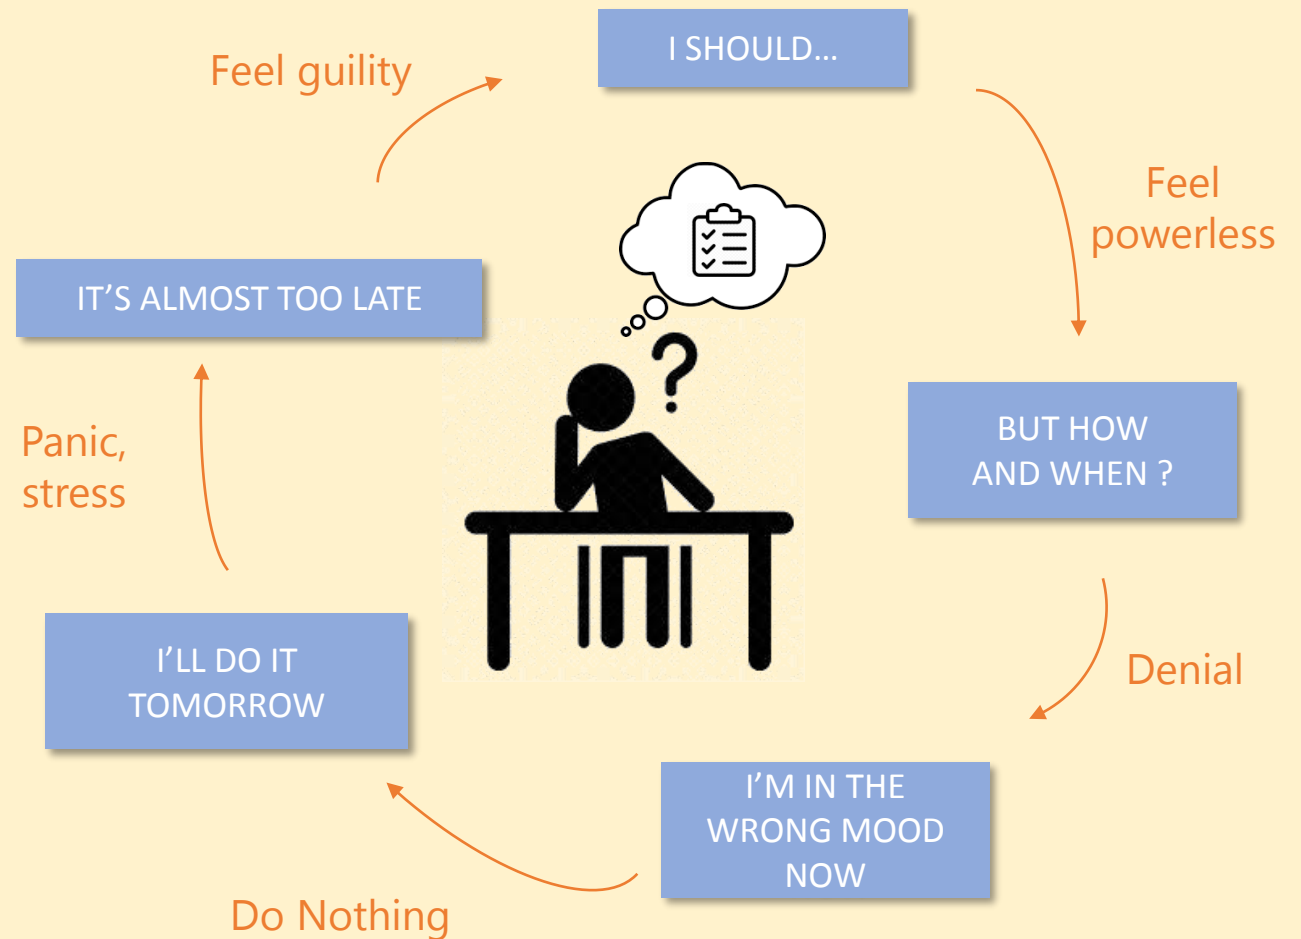 I SHOULD...
Feel guility
Feel
powerless
IT'S ALMOST TOO LATE
BUT HOW
AND WHEN ?
Panic,
stress
I'LL DO IT
TOMORROW
Denial
I'M IN THE
WRONG MOOD
NOW
Do Nothing